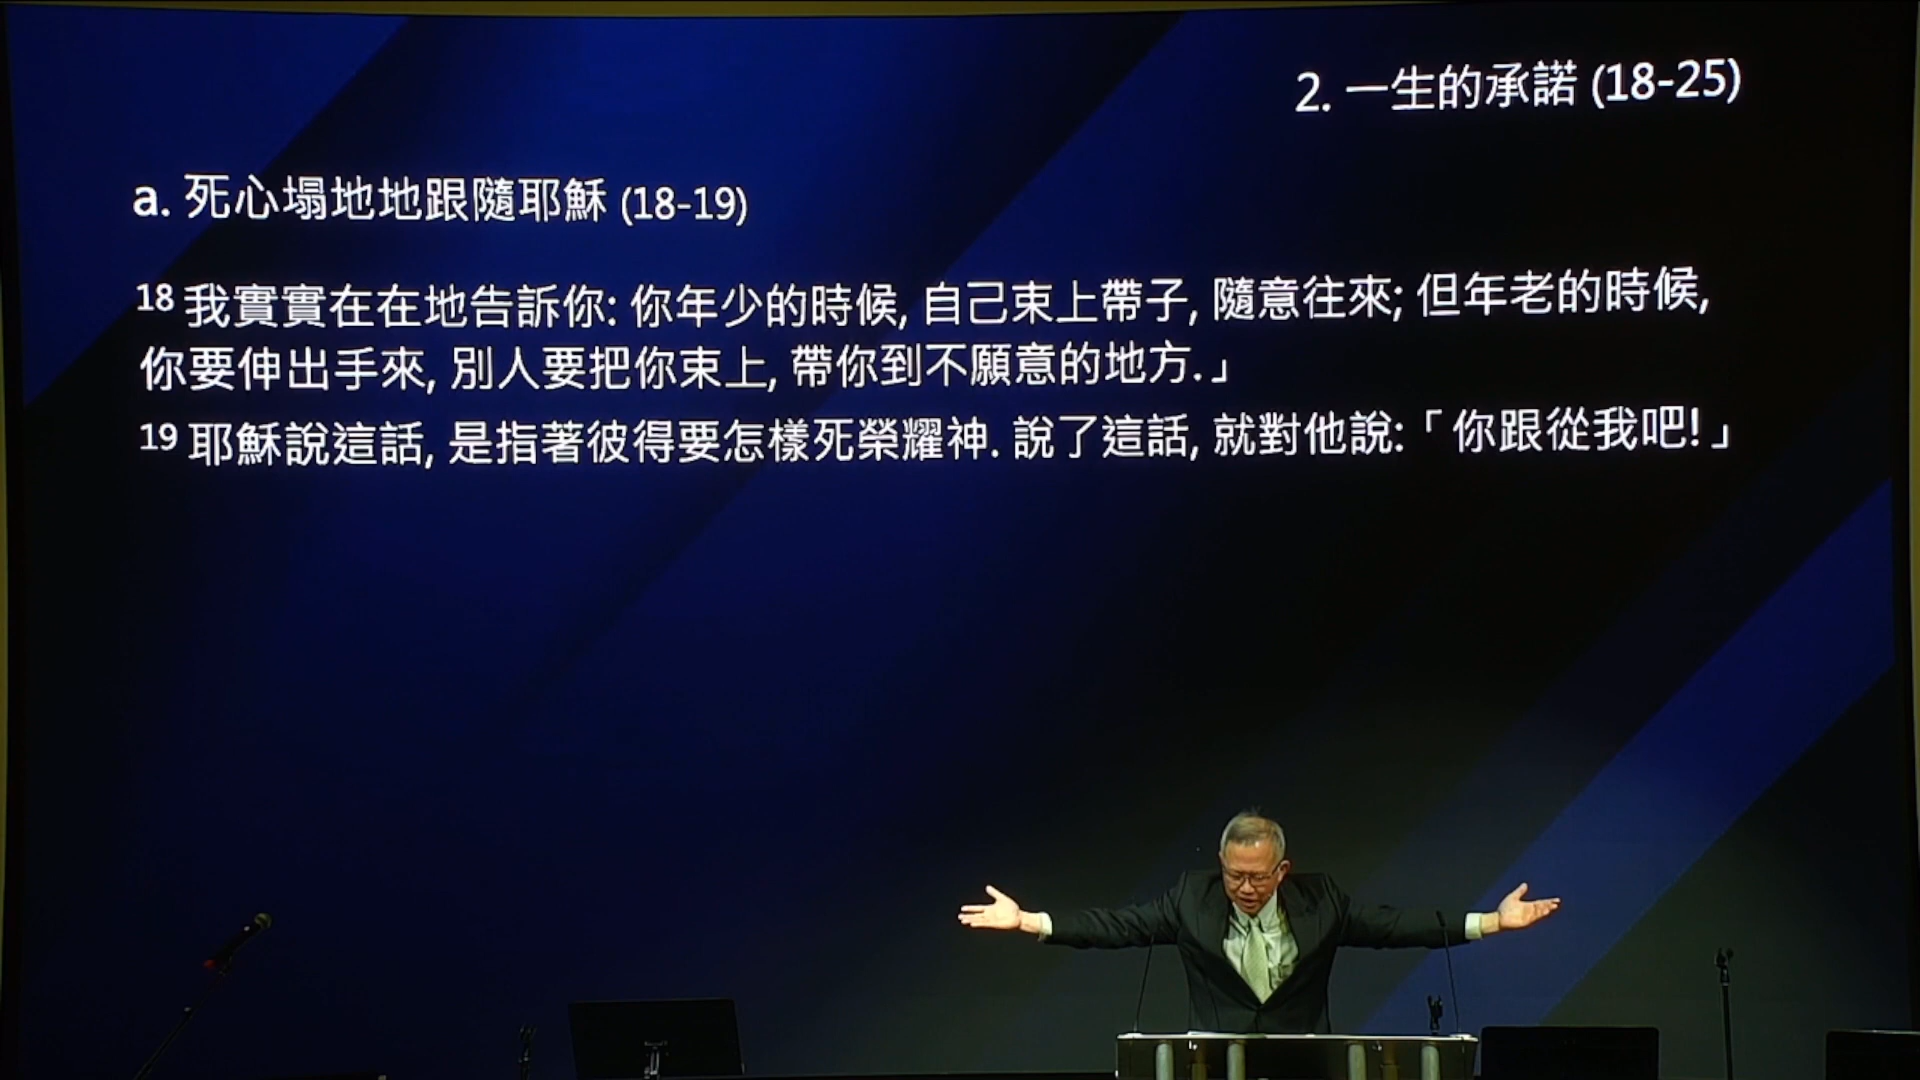 2. 一生的承諾 (18-25)
a. 死心塌地地跟隨耶穌 (18-19)
18 我實實在在地告訴你: 你年少的時候, 自己束上帶子, 隨意往來; 但年老的時候,
你要伸出手來, 別人要把你束上, 帶你到不願意的地方.」
19 耶穌說這話, 是指著彼得要怎樣死榮耀神. 說了這話, 就對他說:「你跟從我吧!」